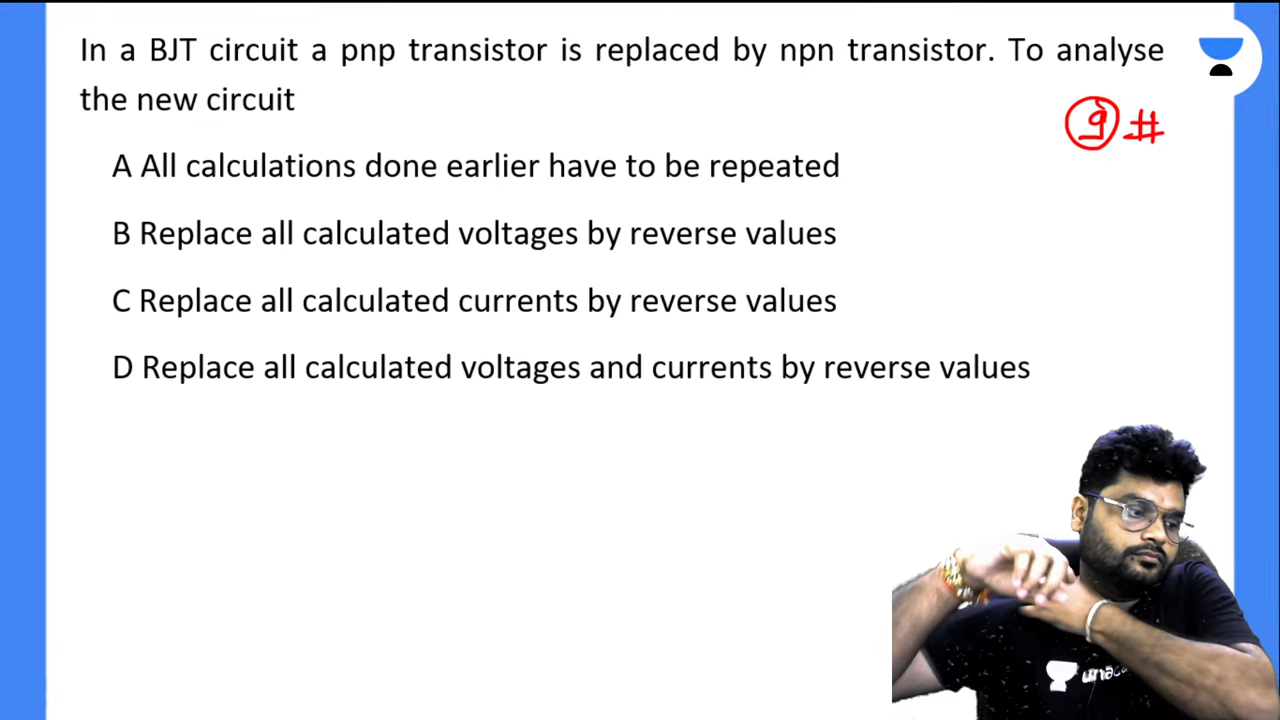 In a BJT circuit a pnp transistor is replaced by npn transistor. To analyse
the new circuit
9 #
A All calculations done earlier have to be repeated
B Replace all calculated voltages by reverse values
C Replace all calculated currents by reverse values
D Replace all calculated voltages and currents by reverse values